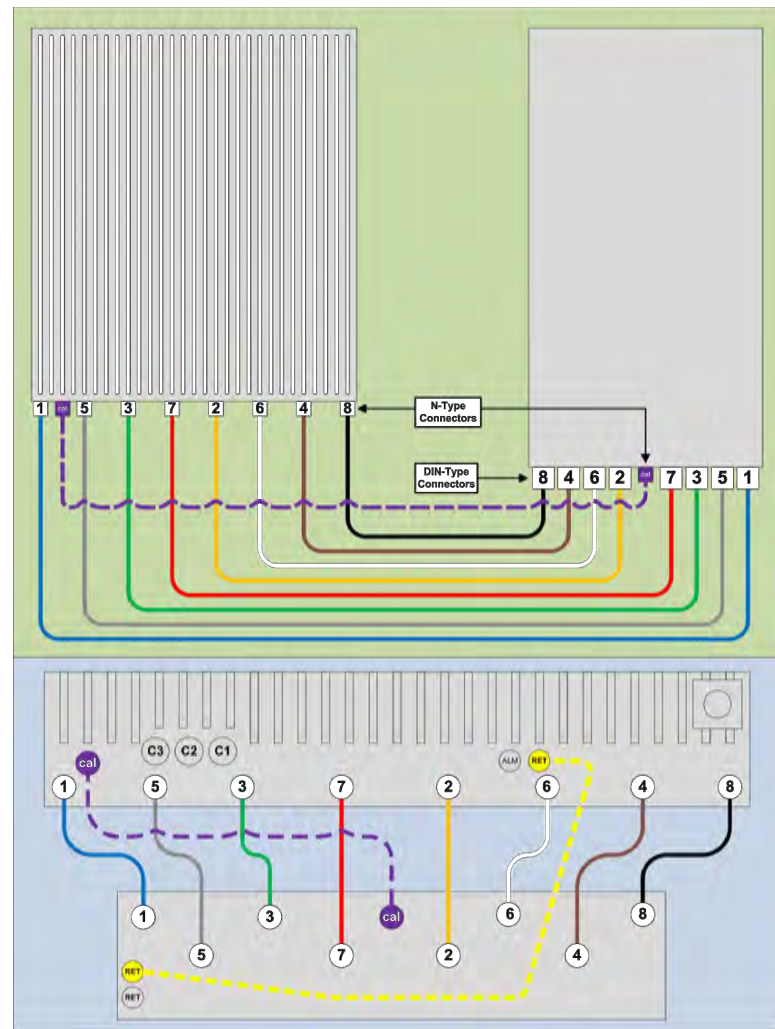 1 cal 5 3 7 2 6 4 8
N-Type
Connectors
DIN-Type
Connectors
8 4 6 2 cal 7 3 5 1
C3 C2 C1
ALM RET
cal
1 5 3 7 2 6 4 8
1 3 cal 6 8
5 7 2 4
RET
RET